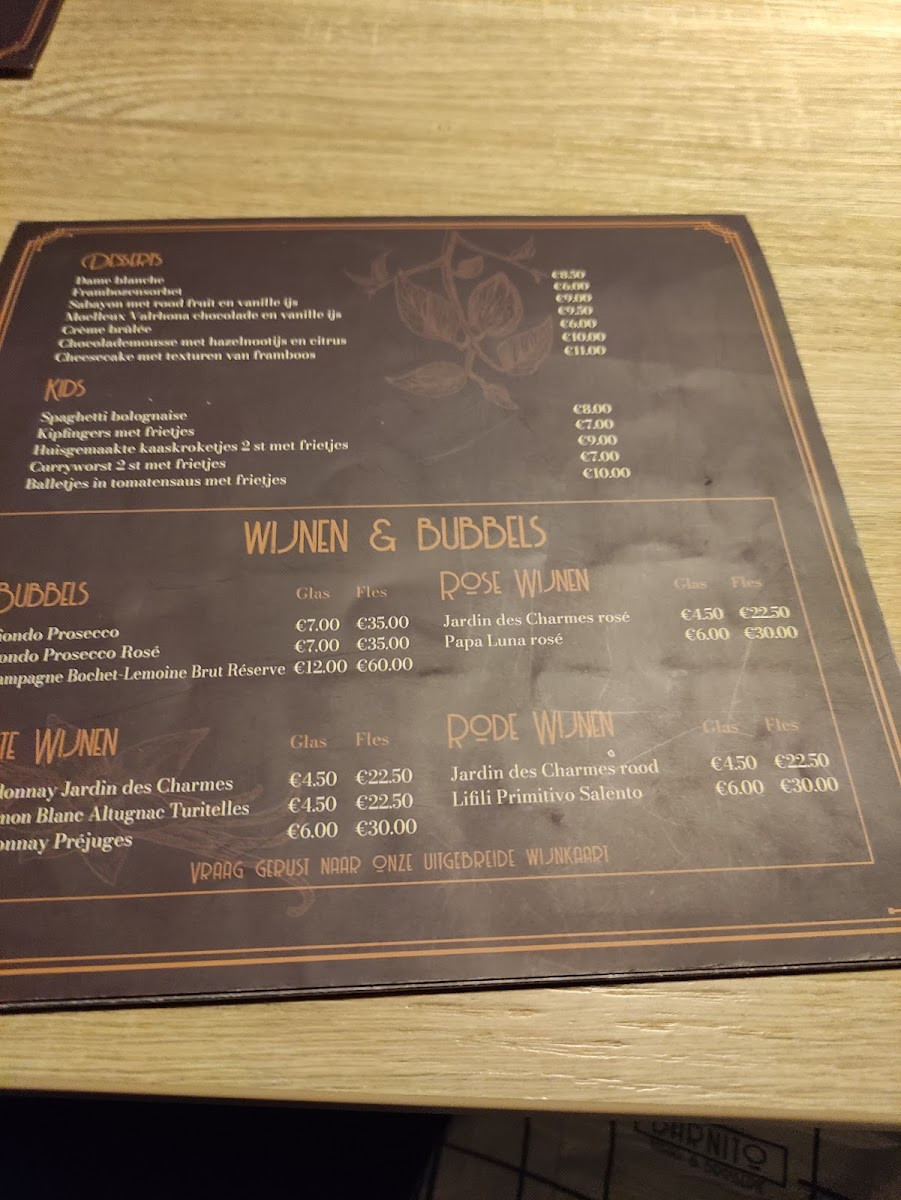 Desserts
Dame blanche €8.50
Frambozensorbet €6.00
Sabayon met rood fruit en vanille ijs €9.00
Moelleux Valrhona chocolade en vanille ijs €9.50
Crème brûlée €6.00
Chocolademousse met hazelnootijs en citrus €10.00
Cheesecake met texturen van framboos €11.00
Kids
Spaghetti bolognaise €8.00
Kipfingers met frietjes €7.00
Huisgemaakte kaaskroketjes 2 st met frietjes €9.00
Curryworst 2 st met frietjes €7.00
Balletjes in tomatensaus met frietjes €10.00
WIJNEN & BUBBELS
BUBBELS Glas Fles
ondo Prosecco €7.00 €35.00
ondo Prosecco Rosé €7.00 €35.00
ampagne Bochet-Lemoine Brut Réserve €12.00 €60.00
ROSE WIJNEN Glas Fles
Jardin des Charmes rosé €4.50 €22.50
Papa Luna rosé €6.00 €30.00
TE WIJNEN Glas Fles
donnay Jardin des Charmes €4.50 €22.50
non Blanc Altugnac Turitelles €4.50 €22.50
onnay Préjuges €6.00 €30.00
RODE WIJNEN Glas Fles
Jardin des Charmes rood €4.50 €22.50
Lifili Primitivo Salento €6.00 €30.00
VRAAG GERUST NAAR ONZE UITGEBREIDE WIJNKAART
BARNITO